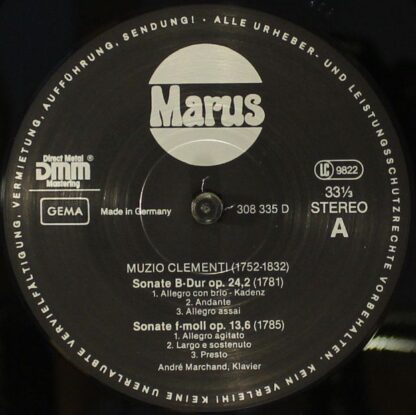 ALLE URHEBER- UND LEISTUNGSSCHUTZRECHTE VORBEHALTEN. KEIN VERLEIH! KEINE UNERLAUBTE VERVIELFÄLTIGUNG, VERMIETUNG, AUFFÜHRUNG, SENDUNG! ·
Marus
Direct Metal
DMM ®
Mastering
LC 9822
GEMA
Made in Germany
308 335 D
33⅓
STEREO
A
MUZIO CLEMENTI (1752-1832)
Sonate B-Dur op. 24,2 (1781)
1. Allegro con brio - Kadenz
2. Andante
3. Allegro assai
Sonate f-moll op. 13,6 (1785)
1. Allegro agitato
2. Largo e sostenuto
3. Presto
André Marchand, Klavier